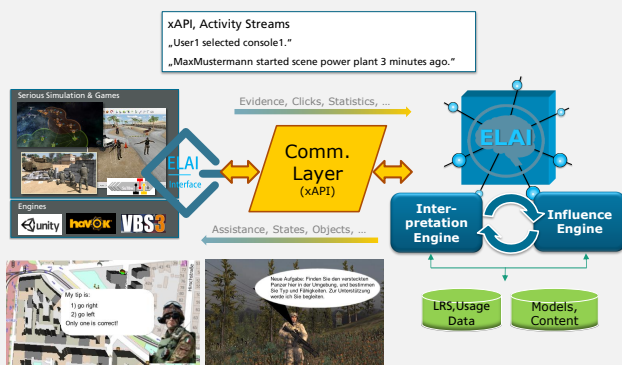 xAPI, Activity Streams
„User1 selected console1.“
„MaxMustermann started scene power plant 3 minutes ago.“
Serious Simulation & Games
Evidence, Clicks, Statistics, ...
ELAI
Interface
Comm.
Layer
(xAPI)
ELAI
Engines
unity
havok
VBS3
Inter-
pretation
Engine
Influence
Engine
Assistance, States, Objects, ...
My tip is:
1) go right
2) go left
Only one is correct!
Neue Aufgabe: Finden Sie den versteckten
Panzer hier in der Umgebung, und bestimmen
Sie Typ und Fähigkeiten. Zur Unterstützung
werde ich Sie begleiten.
LRS,Usage
Data
Models,
Content